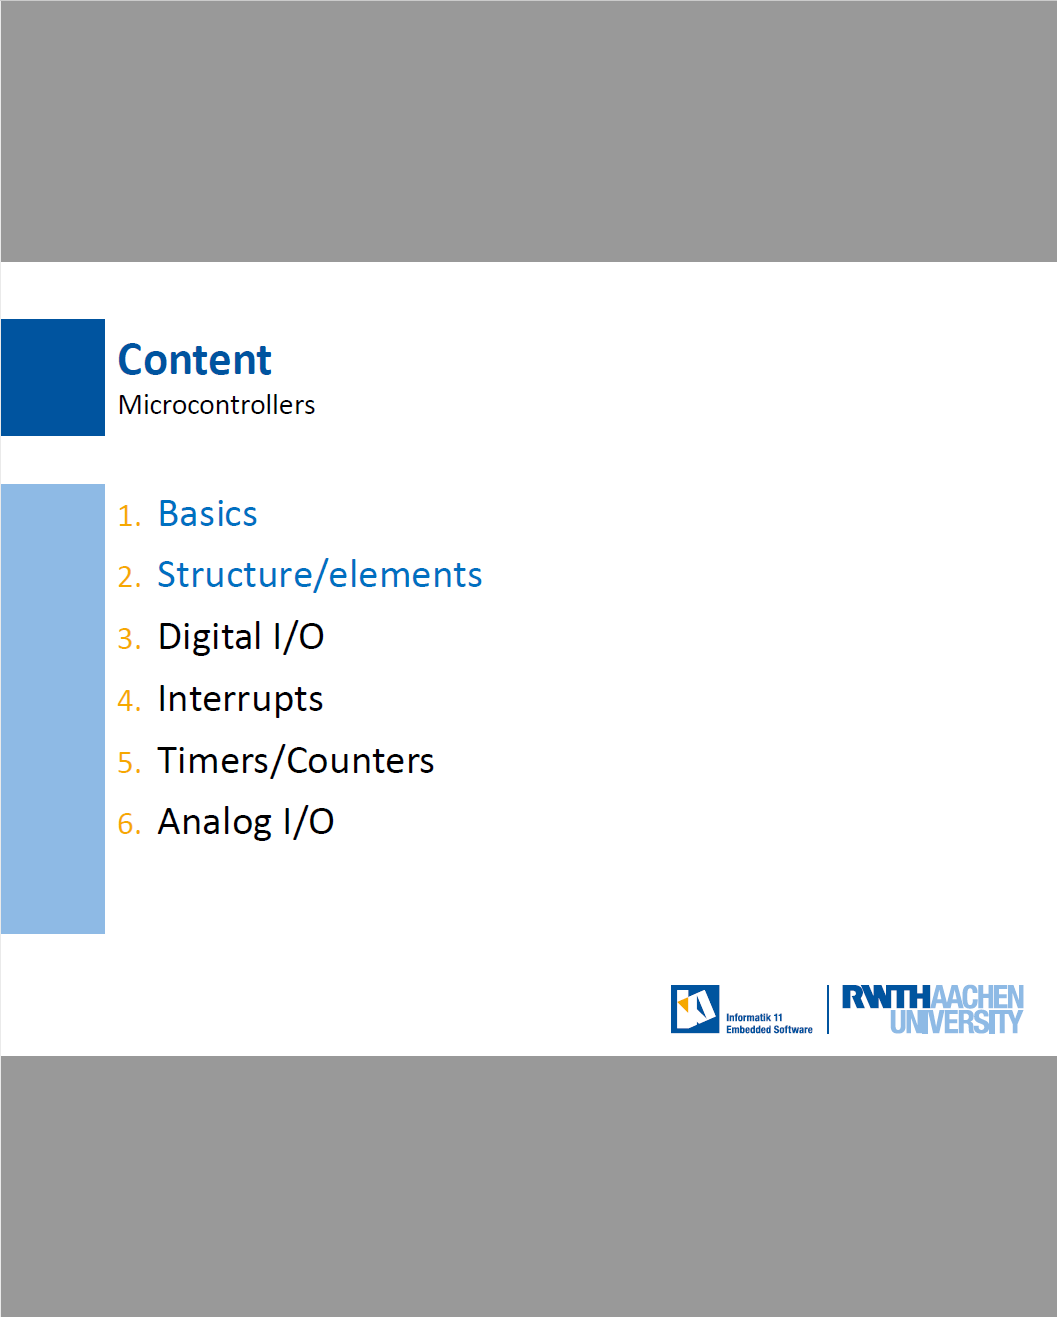 Content
Microcontrollers
1. Basics
2. Structure/elements
3. Digital I/O
4. Interrupts
5. Timers/Counters
6. Analog I/O
Informatik 11
Embedded Software
RWTHAACHEN
UNIVERSITY